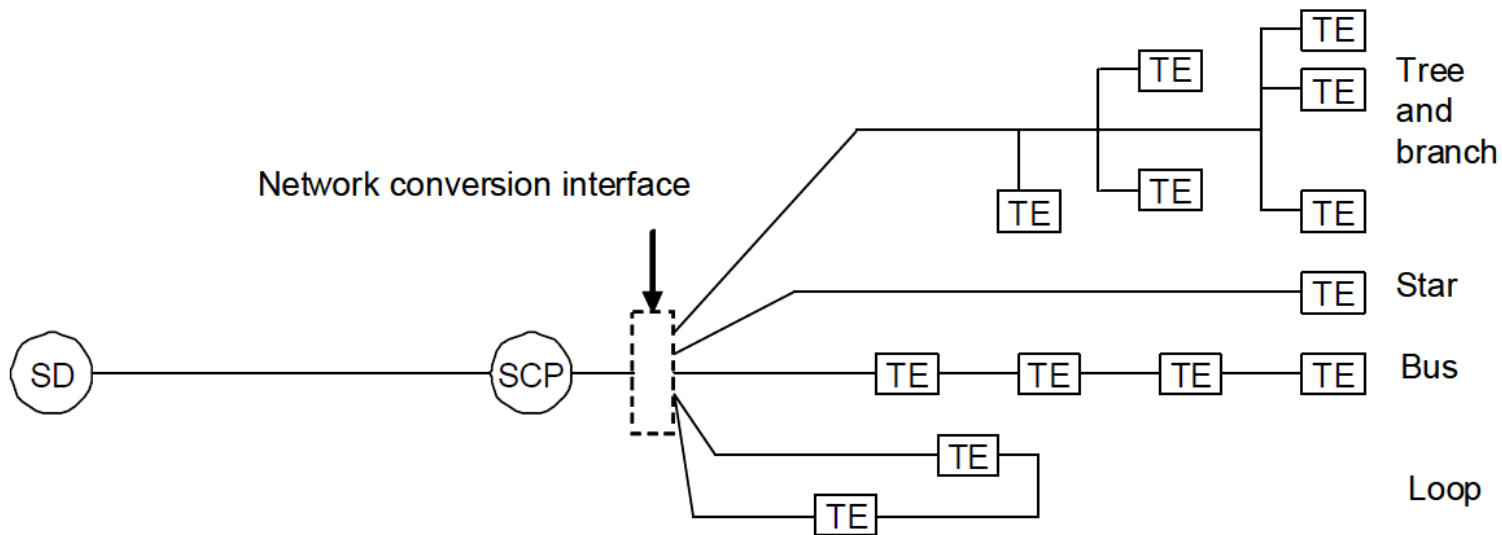 TE
TE
Tree
TE
and
branch
Network conversion interface
TE
TE
TE
TE
Star
SD
SCP
TE
TE
TE
TE
Bus
TE
Loop
TE